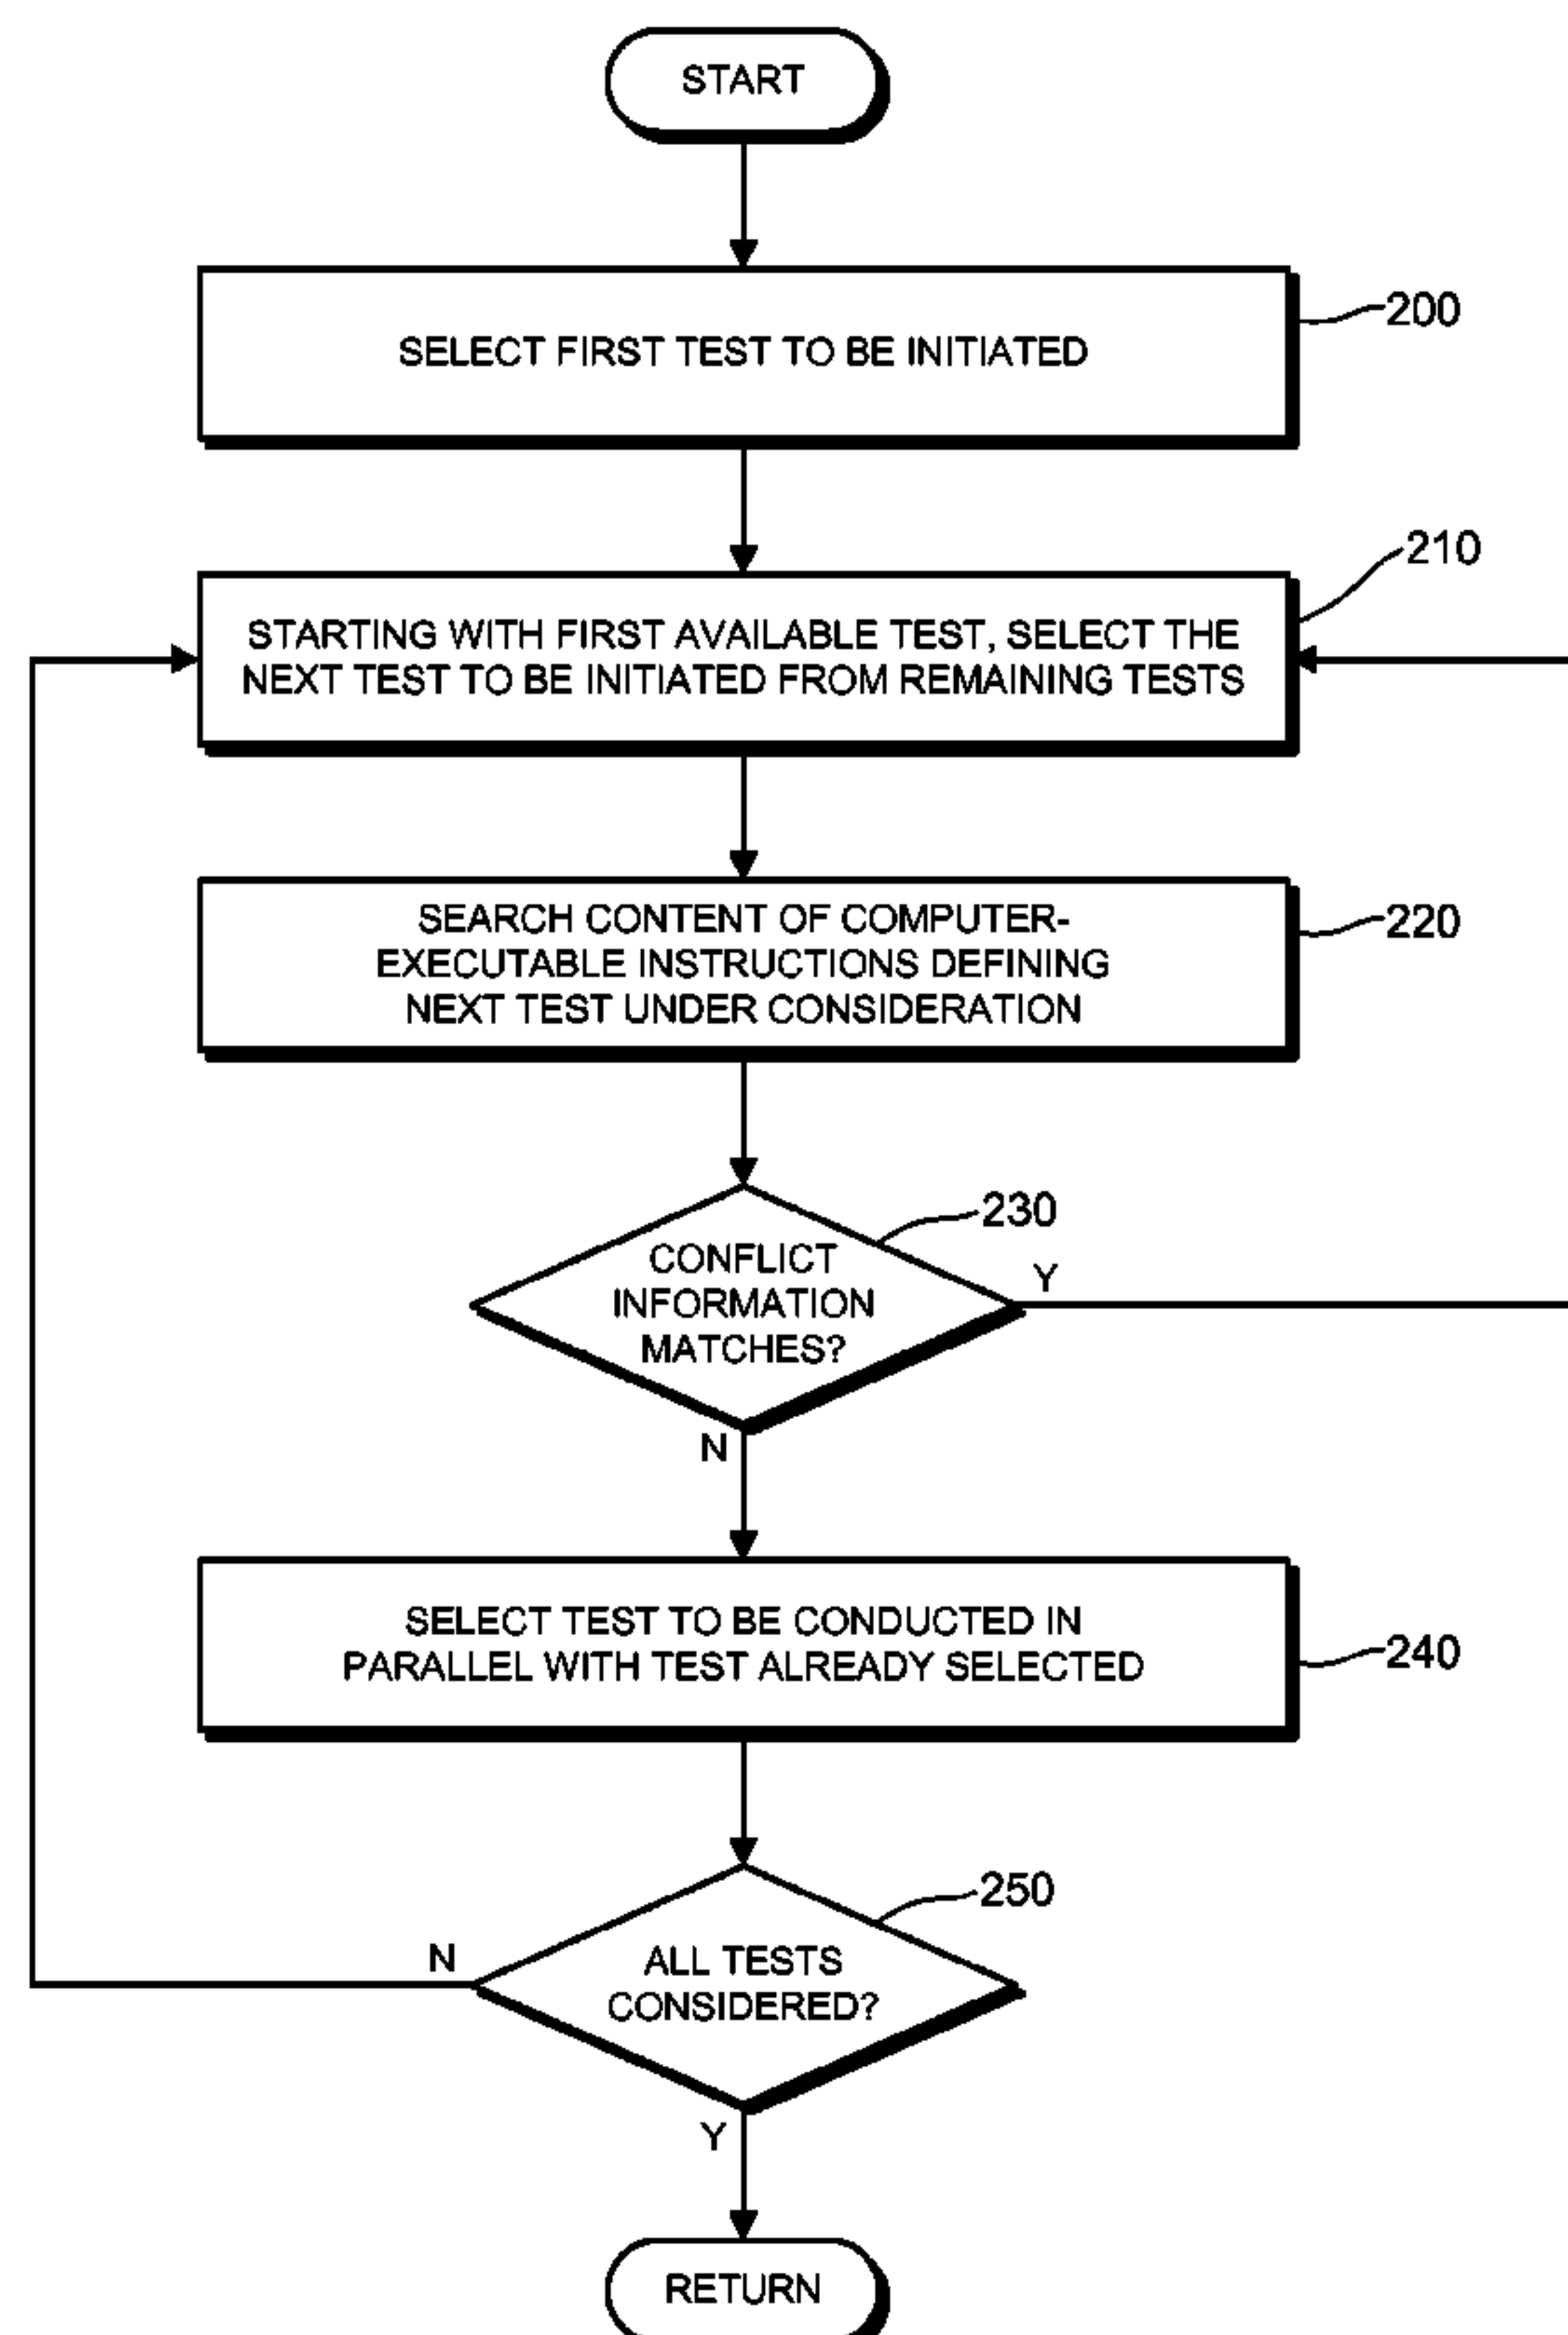 START
SELECT FIRST TEST TO BE INITIATED
200
210
STARTING WITH FIRST AVAILABLE TEST, SELECT THE
NEXT TEST TO BE INITIATED FROM REMAINING TESTS
SEARCH CONTENT OF COMPUTER-
EXECUTABLE INSTRUCTIONS DEFINING
NEXT TEST UNDER CONSIDERATION
220
230
CONFLICT
INFORMATION
MATCHES?
Y
N
SELECT TEST TO BE CONDUCTED IN
PARALLEL WITH TEST ALREADY SELECTED
240
250
ALL TESTS
CONSIDERED?
N
Y
RETURN